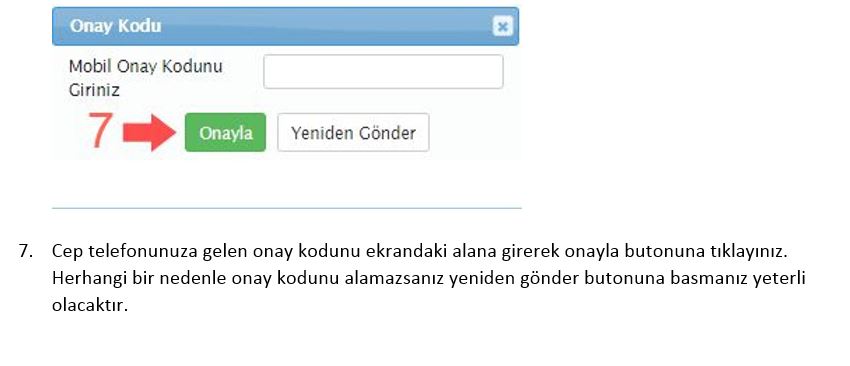 Onay Kodu
Mobil Onay Kodunu
Giriniz
7 Onayla Yeniden Gönder
7. Cep telefonunuza gelen onay kodunu ekrandaki alana girerek onayla butonuna tıklayınız.
Herhangi bir nedenle onay kodunu alamazsanız yeniden gönder butonuna basmanız yeterli
olacaktır.